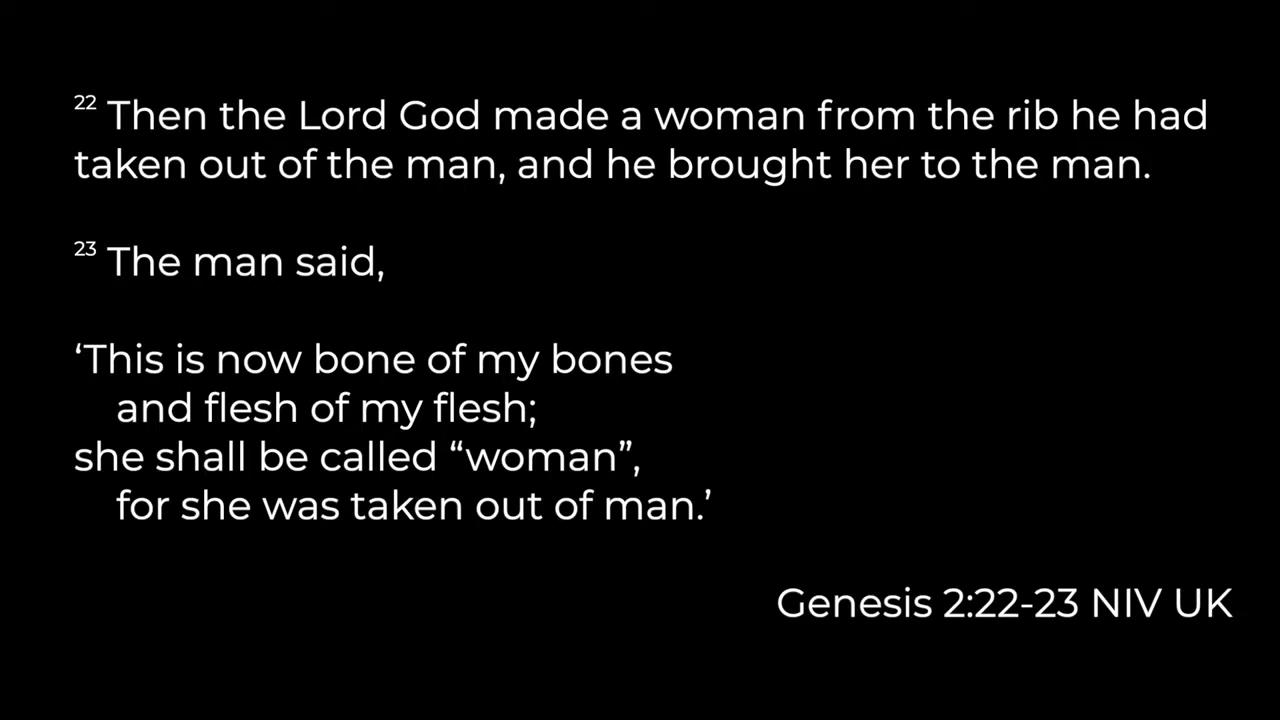 22 Then the Lord God made a woman from the rib he had
taken out of the man, and he brought her to the man.
23 The man said,
‘This is now bone of my bones
and flesh of my flesh;
she shall be called “woman”,
for she was taken out of man.’
Genesis 2:22-23 NIV UK